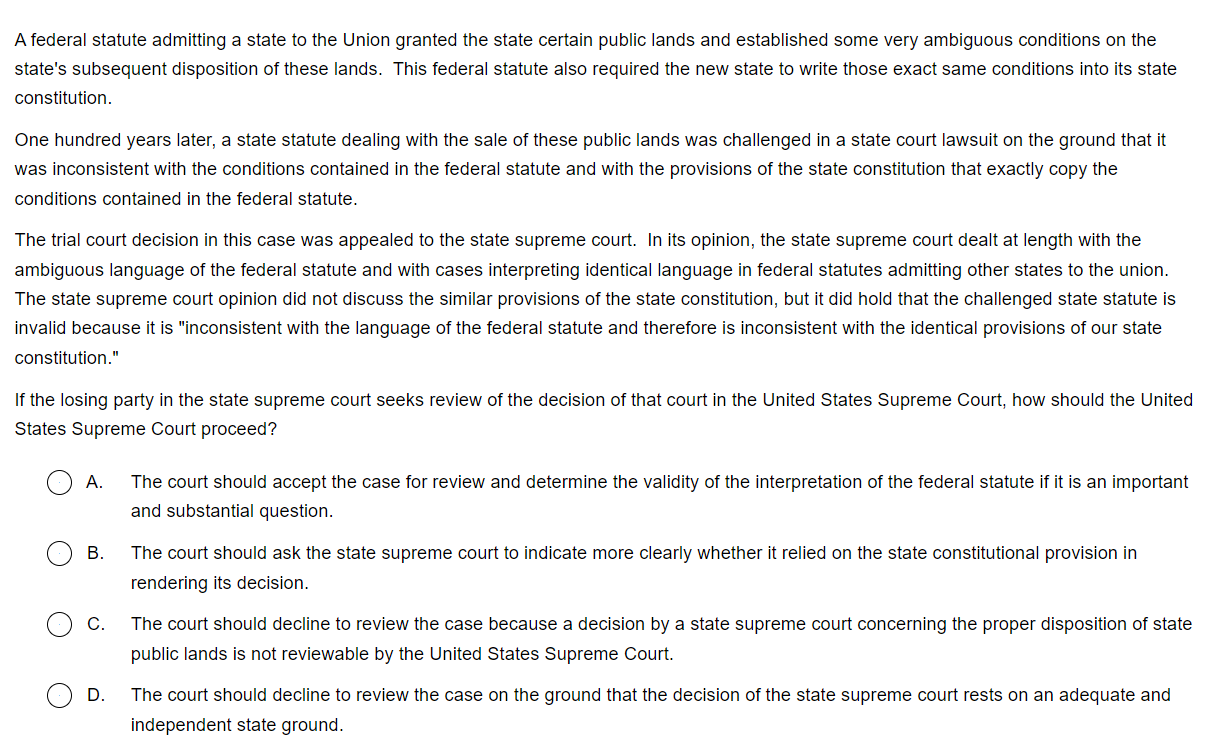 A federal statute admitting a state to the Union granted the state certain public lands and established some very ambiguous conditions on the
state's subsequent disposition of these lands.  This federal statute also required the new state to write those exact same conditions into its state
constitution.
One hundred years later, a state statute dealing with the sale of these public lands was challenged in a state court lawsuit on the ground that it
was inconsistent with the conditions contained in the federal statute and with the provisions of the state constitution that exactly copy the
conditions contained in the federal statute.
The trial court decision in this case was appealed to the state supreme court.  In its opinion, the state supreme court dealt at length with the
ambiguous language of the federal statute and with cases interpreting identical language in federal statutes admitting other states to the union.
The state supreme court opinion did not discuss the similar provisions of the state constitution, but it did hold that the challenged state statute is
invalid because it is "inconsistent with the language of the federal statute and therefore is inconsistent with the identical provisions of our state
constitution."
If the losing party in the state supreme court seeks review of the decision of that court in the United States Supreme Court, how should the United
States Supreme Court proceed?
A. The court should accept the case for review and determine the validity of the interpretation of the federal statute if it is an important
and substantial question.
B. The court should ask the state supreme court to indicate more clearly whether it relied on the state constitutional provision in
rendering its decision.
C. The court should decline to review the case because a decision by a state supreme court concerning the proper disposition of state
public lands is not reviewable by the United States Supreme Court.
D. The court should decline to review the case on the ground that the decision of the state supreme court rests on an adequate and
independent state ground.